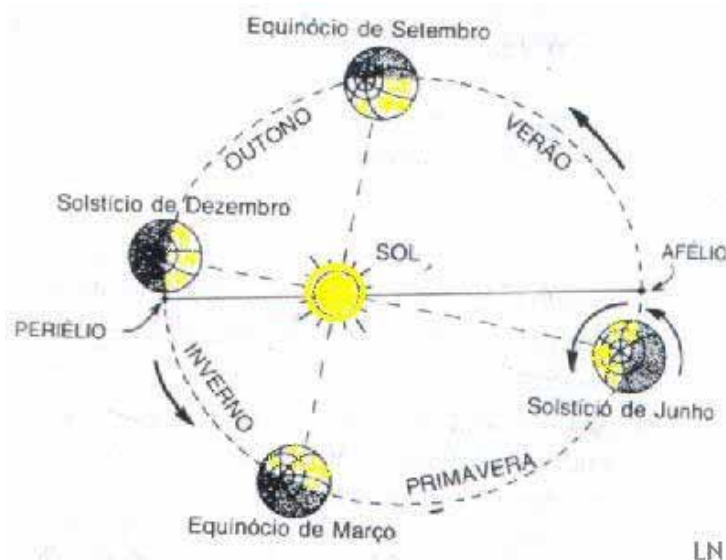 Equinócio de Setembro
OUTONO
VERÃO
Solstício de Dezembro
SOL
AFÉLIO
PERIÉLIO
INVERNO
Solstício de Junho
PRIMAVERA
Equinócio de Março
LN